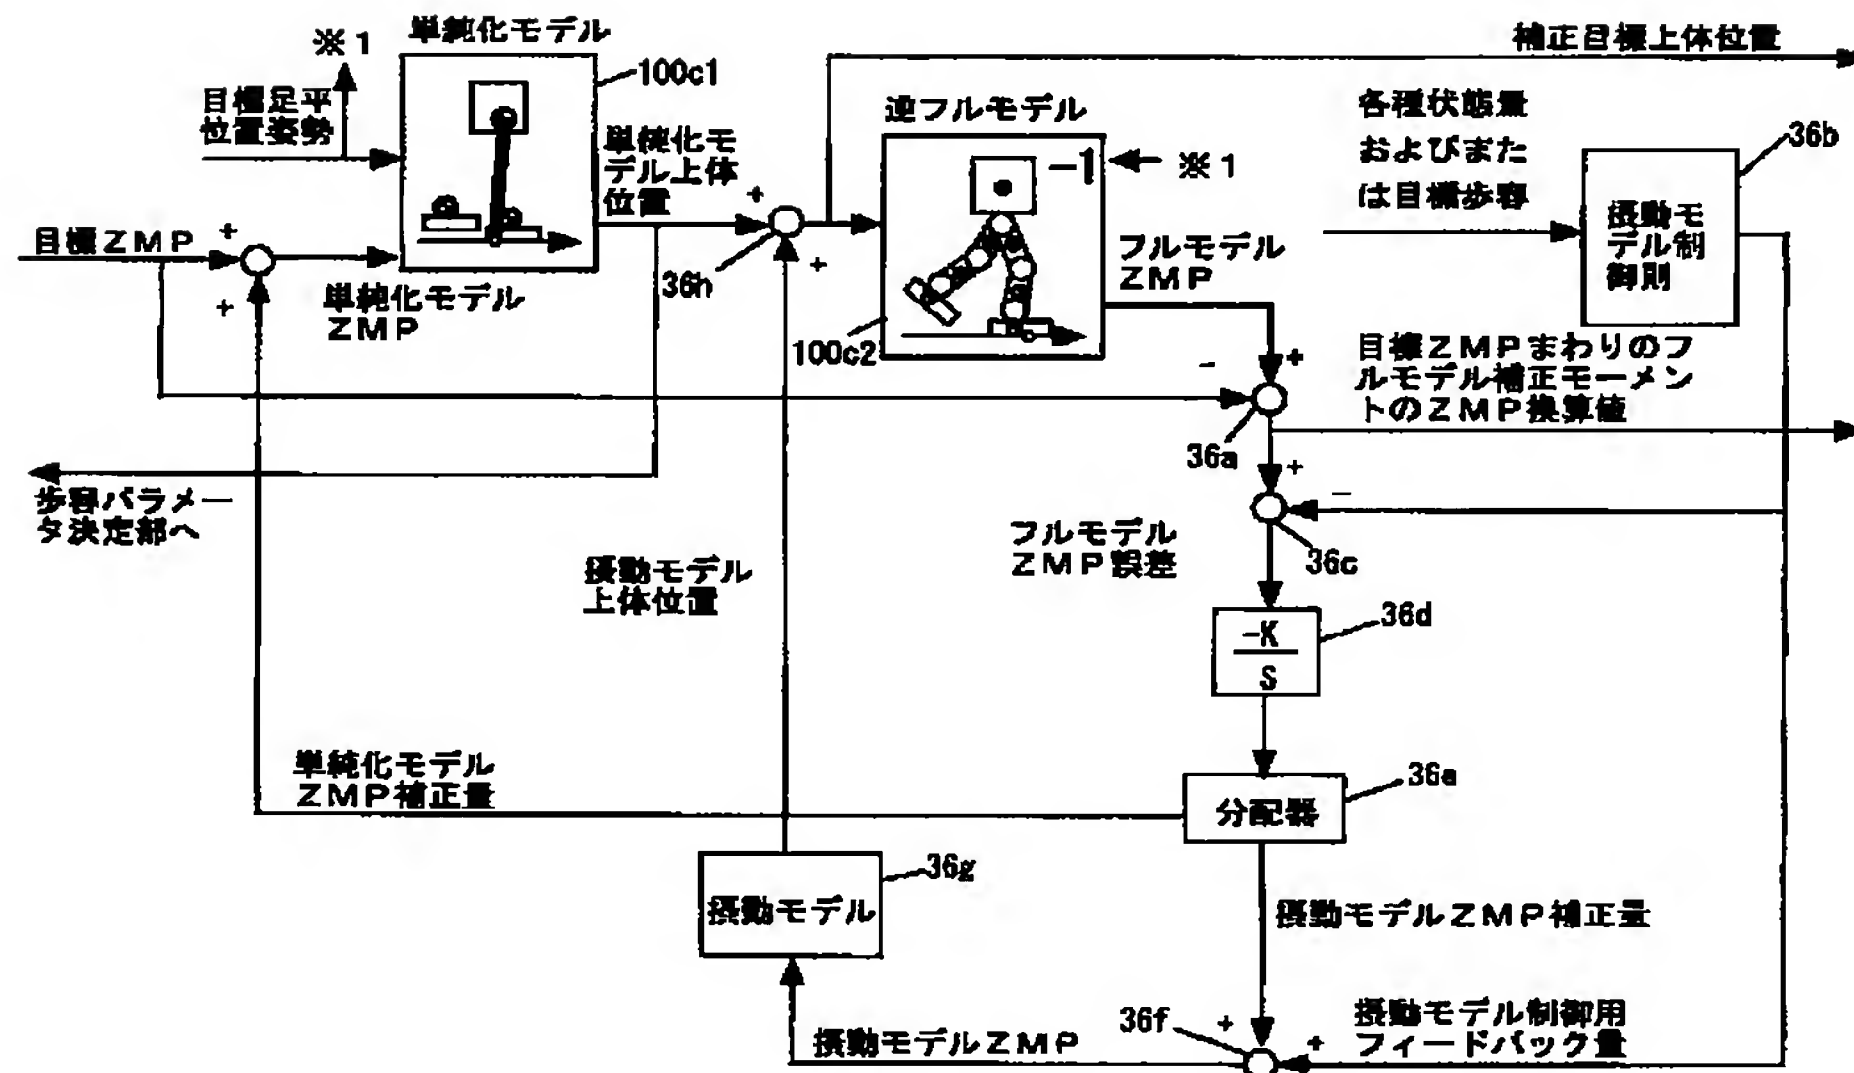 ※1
単純化モデル
100c1
補正目標上体位置
目標足平
位置姿勢
逆フルモデル
各種状態量
およびまた
は目標歩容
36b
単純化モ
デル上体
位置
-1
※1
+
目標ZMP
+
+
36h
+
単純化モデル
ZMP
100c2
フルモデル
ZMP
摂動モ
デル制
御則
-
+
目標ZMPまわりのフ
ルモデル補正モーメン
トのZMP換算値
36a
+
-
歩容パラメー
タ決定部へ
フルモデル
ZMP誤差
36c
摂動モデル
上体位置
-K
S
36d
単純化モデル
ZMP補正量
分配器
36e
摂動モデル
36g
摂動モデルZMP補正量
摂動モデルZMP
36f
+
+
摂動モデル制御用
フィードバック量